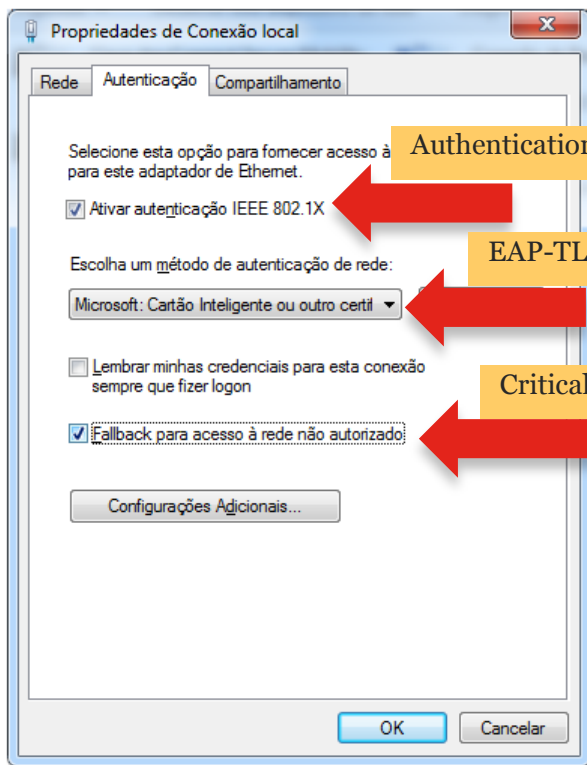 Propriedades de Conexão local
Rede Autenticação Compartilhamento
Selecione esta opção para fornecer acesso à
para este adaptador de Ethernet.
Authentication
Ativar autenticação IEEE 802.1X
EAP-TL
Escolha um método de autenticação de rede:
Microsoft: Cartão Inteligente ou outro certif
Lembrar minhas credenciais para esta conexão
sempre que fizer logon
Critical
Fallback para acesso à rede não autorizado
Configurações Adicionais...
OK Cancelar